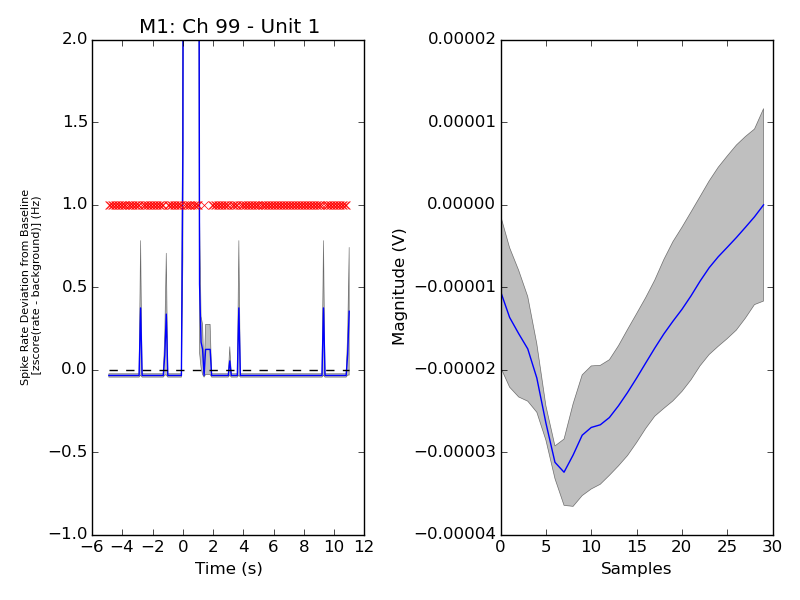 M1: Ch 99 - Unit 1
2.0
1.5
1.0
0.5
0.0
−0.5
−1.0
−6 −4 −2 0 2 4 6 8 10 12
Time (s)
Spike Rate Deviation from Baseline
[zscore(rate - background)] (Hz)
0.00002
0.00001
0.00000
−0.00001
−0.00002
−0.00003
−0.00004
0 5 10 15 20 25 30
Samples
Magnitude (V)